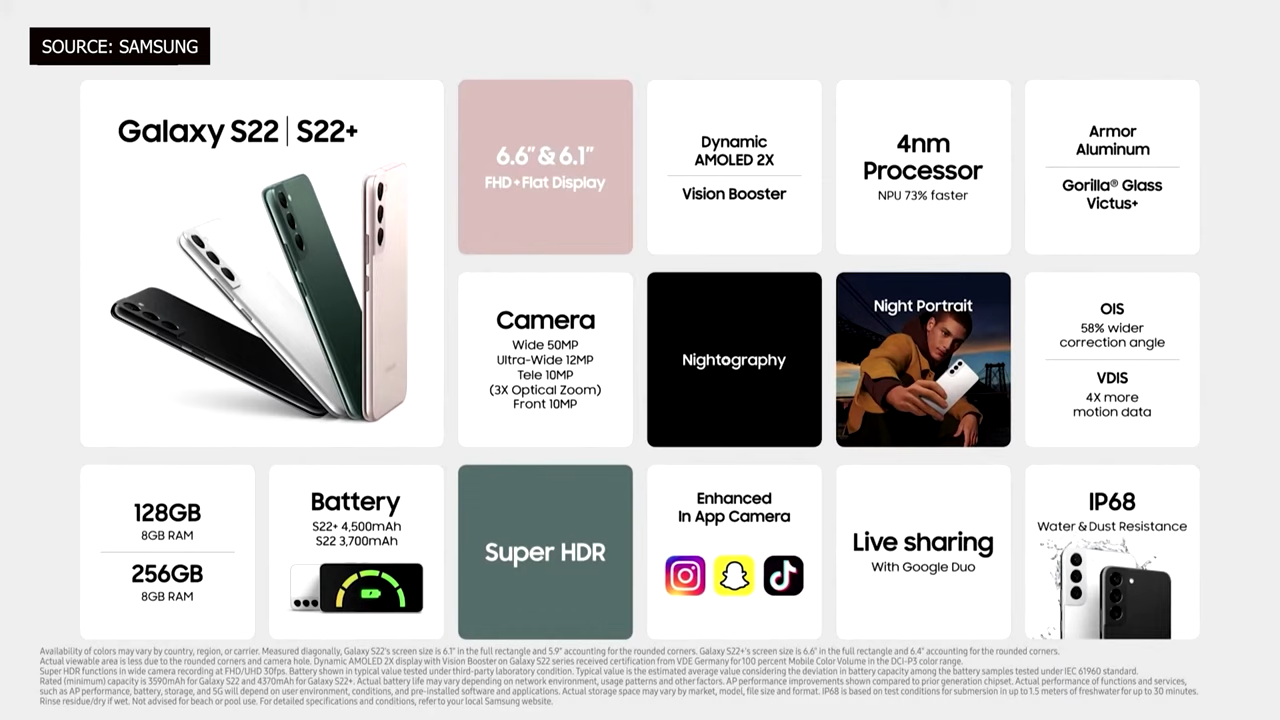 SOURCE: SAMSUNG
Galaxy S22 | S22+
6.6” & 6.1”
FHD+ Flat Display
Dynamic
AMOLED 2X
Vision Booster
4nm
Processor
NPU 73% faster
Armor
Aluminum
Gorilla® Glass
Victus+
Camera
Wide 50MP
Ultra-Wide 12MP
Tele 10MP
(3X Optical Zoom)
Front 10MP
Nightography
Night Portrait
OIS
58% wider
correction angle
VDIS
4X more
motion data
128GB
8GB RAM
256GB
8GB RAM
Battery
S22+ 4,500mAh
S22 3,700mAh
Super HDR
Enhanced
In App Camera
Live sharing
With Google Duo
IP68
Water & Dust Resistance
Availability of colors may vary by country, region, or carrier. Measured diagonally, Galaxy S22's screen size is 6.1" in the full rectangle and 5.9" accounting for the rounded corners. Galaxy S22+'s screen size is 6.6" in the full rectangle and 6.4" accounting for the rounded corners.
Actual viewable area is less due to the rounded corners and camera hole. Dynamic AMOLED 2X display with Vision Booster on Galaxy S22 series received certification from VDE Germany for 100 percent Mobile Color Volume in the DCI-P3 color range.
Super HDR functions in wide camera recording at FHD/UHD 30fps. Battery shown in typical value tested under third-party laboratory condition. Typical value is the estimated average value considering the deviation in battery capacity among the battery samples tested under IEC 61960 standard.
Rated (minimum) capacity is 3590mAh for Galaxy S22 and 4370mAh for Galaxy S22+. Actual battery life may vary depending on network environment, usage patterns and other factors. AP performance improvements shown compared to prior generation chipset. Actual performance of functions and services,
such as AP performance, battery, storage, and 5G will depend on user environment, conditions, and pre-installed software and applications. Actual storage space may vary by market, model, file size and format. IP68 is based on test conditions for submersion in up to 1.5 meters of freshwater for up to 30 minutes.
Rinse residue/dry if wet. Not advised for beach or pool use. For detailed specifications and conditions, refer to your local Samsung website.